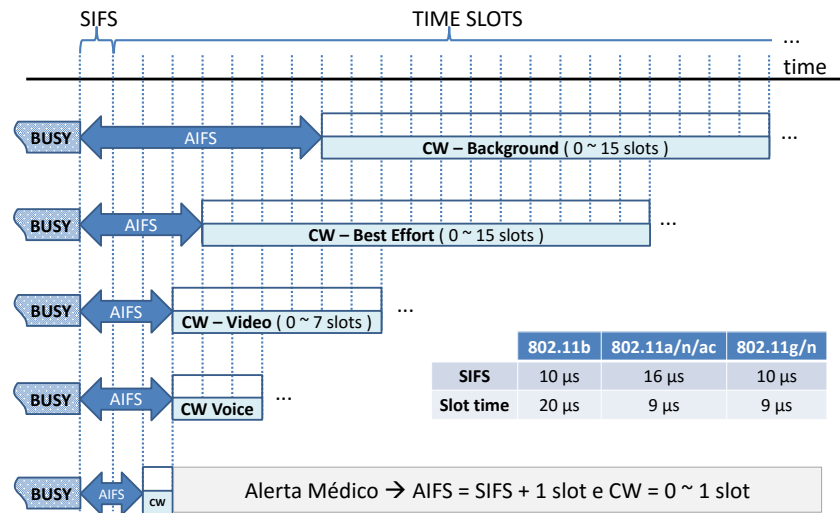 SIFS TIME SLOTS ...
time
BUSY AIFS ...
CW – Background ( 0 ~ 15 slots )
BUSY AIFS ...
CW – Best Effort ( 0 ~ 15 slots )
BUSY AIFS ...
CW – Video ( 0 ~ 7 slots )
802.11b 802.11a/n/ac 802.11g/n
SIFS 10 µs 16 µs 10 µs
Slot time 20 µs 9 µs 9 µs
BUSY AIFS ...
CW Voice
BUSY AIFS Alerta Médico → AIFS = SIFS + 1 slot e CW = 0 ~ 1 slot
CW